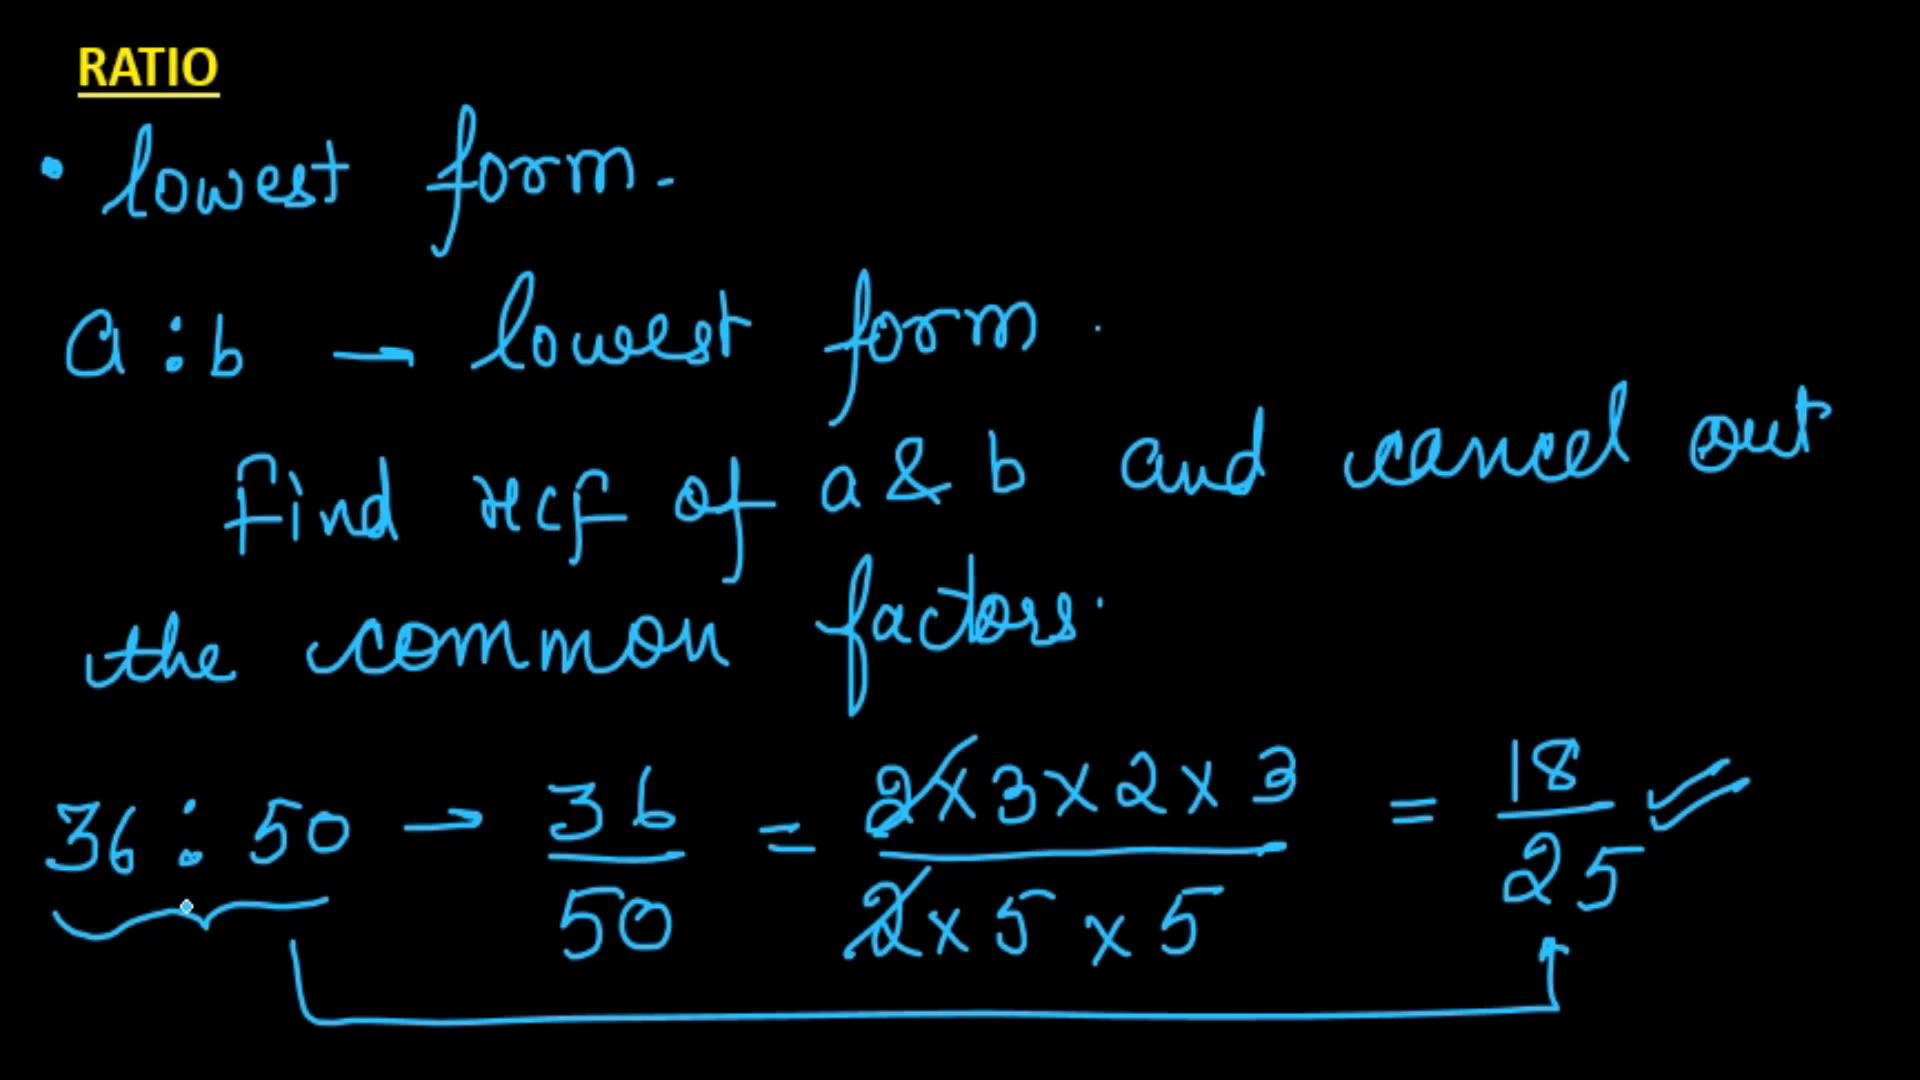 RATIO
• lowest form.
a : b → lowest form.
find HCF of a & b and cancel out
the common factors.
36 : 50 → 36/50 = 2×3×2×3/2×5×5 = 18/25